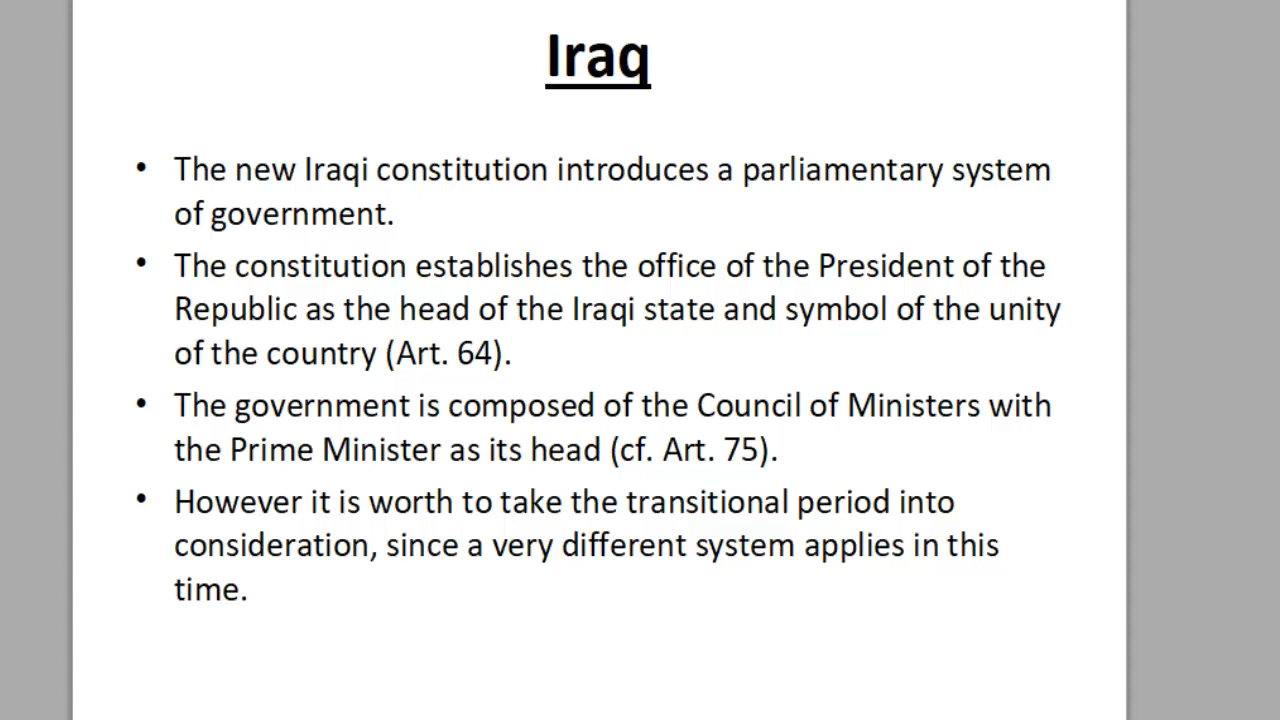 Iraq
• The new Iraqi constitution introduces a parliamentary system
of government.
• The constitution establishes the office of the President of the
Republic as the head of the Iraqi state and symbol of the unity
of the country (Art. 64).
• The government is composed of the Council of Ministers with
the Prime Minister as its head (cf. Art. 75).
• However it is worth to take the transitional period into
consideration, since a very different system applies in this
time.